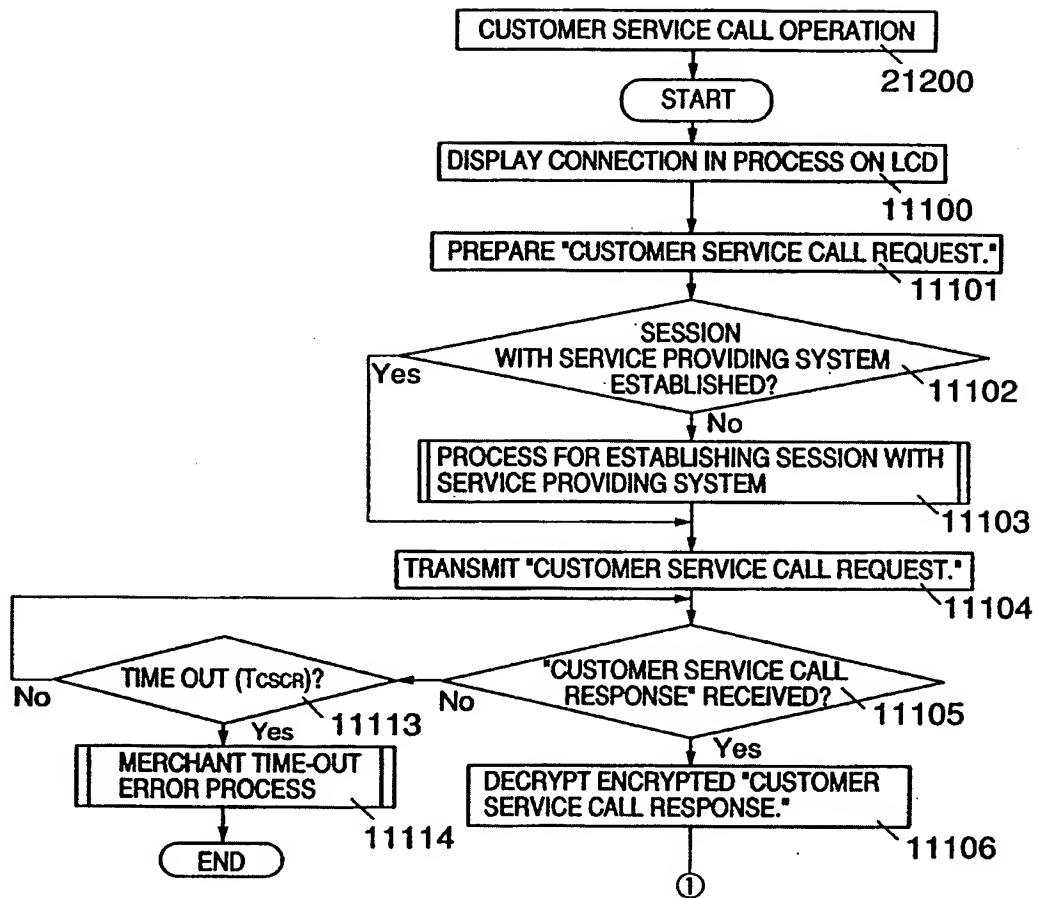 CUSTOMER SERVICE CALL OPERATION
21200
START
DISPLAY CONNECTION IN PROCESS ON LCD
11100
PREPARE "CUSTOMER SERVICE CALL REQUEST."
11101
SESSION
WITH SERVICE PROVIDING SYSTEM
ESTABLISHED?
11102
Yes
No
PROCESS FOR ESTABLISHING SESSION WITH
SERVICE PROVIDING SYSTEM
11103
TRANSMIT "CUSTOMER SERVICE CALL REQUEST."
11104
"CUSTOMER SERVICE CALL
RESPONSE" RECEIVED?
11105
No
TIME OUT (TCSCR)?
11113
No
Yes
MERCHANT TIME-OUT
ERROR PROCESS
11114
END
Yes
DECRYPT ENCRYPTED "CUSTOMER
SERVICE CALL RESPONSE."
11106
①